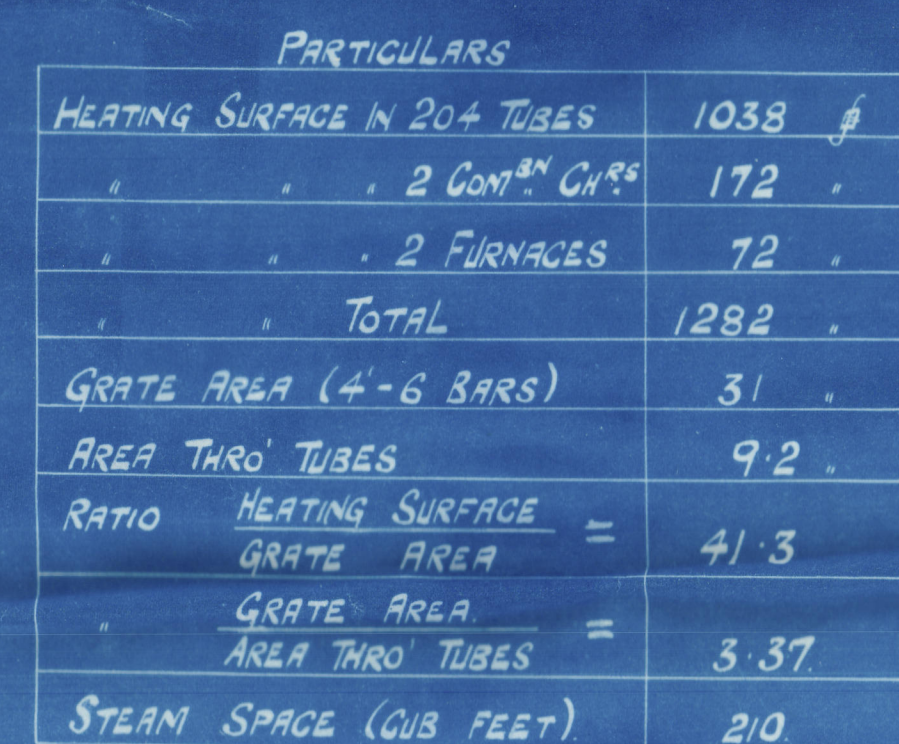 PARTICULARS
HEATING SURFACE IN 204 TUBES 1038 ▯'
" " " 2 COMBN CHRS 172 "
" " " 2 FURNACES 72 "
" " TOTAL 1282 "
GRATE AREA (4'-6 BARS) 31 "
AREA THRO' TUBES 9·2 "
RATIO HEATING SURFACE =
GRATE AREA 41·3
" GRATE AREA. =
AREA THRO' TUBES 3·37.
STEAM SPACE (CUB FEET). 210.